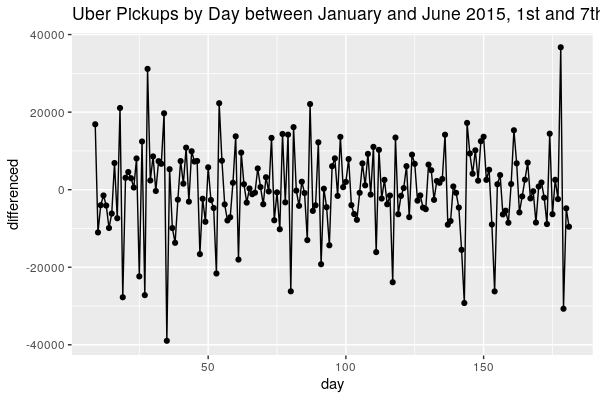 Uber Pickups by Day between January and June 2015, 1st and 7th
40000
20000
0
-20000
-40000
differenced
50
100
150
day